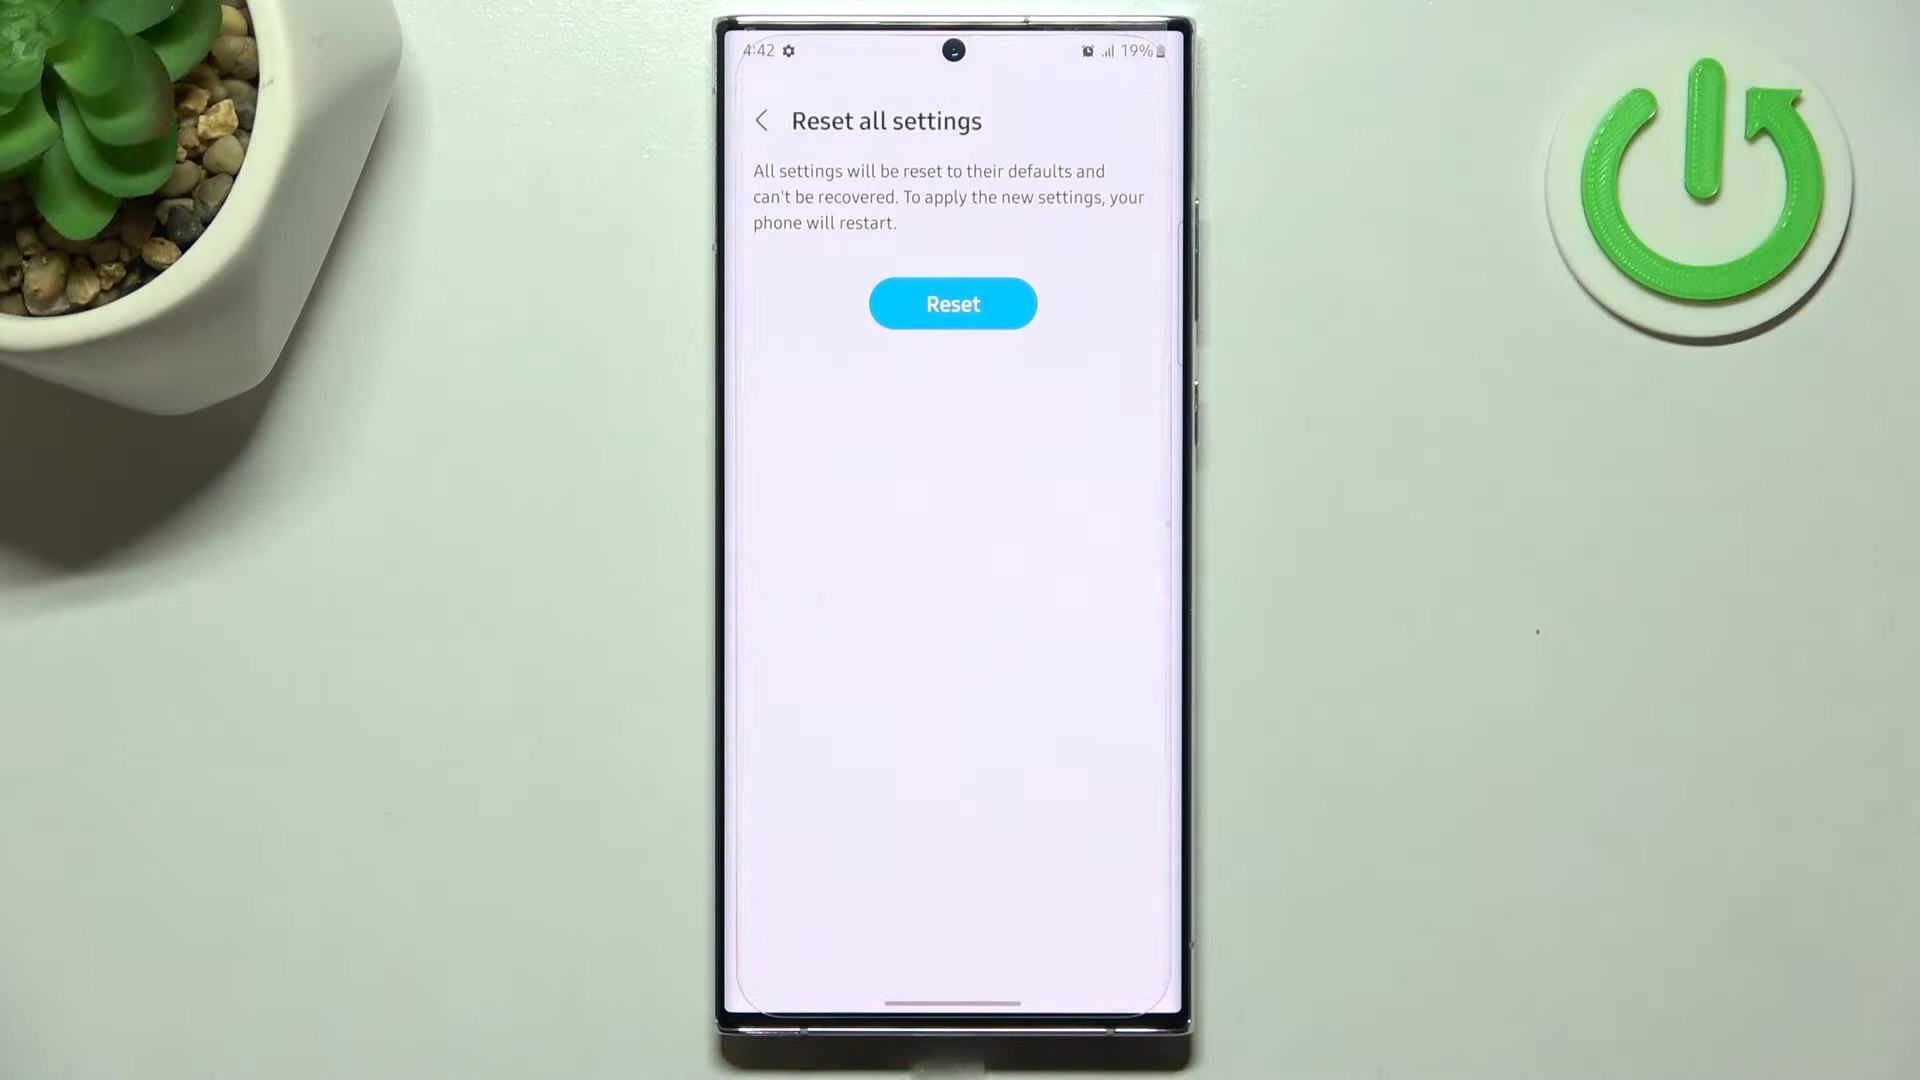 4:42 19%
Reset all settings
All settings will be reset to their defaults and
can't be recovered. To apply the new settings, your
phone will restart.
Reset